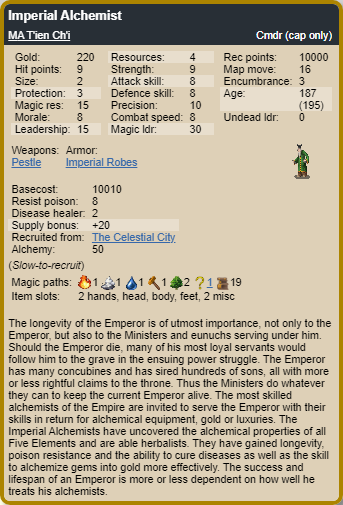 Imperial Alchemist
MA T'ien Ch'i Cmdr (cap only)
Gold: 220 Resources: 4 Rec points: 10000
Hit points: 9 Strength: 9 Map move: 16
Size: 2 Attack skill: 8 Encumbrance: 3
Protection: 3 Defence skill: 8 Age: 187
Magic res: 15 Precision: 10 (195)
Morale: 8 Combat speed: 8 Undead ldr: 0
Leadership: 15 Magic ldr: 30
Weapons: Armor:
Pestle Imperial Robes
Basecost: 10010
Resist poison: 8
Disease healer: 2
Supply bonus: +20
Recruited from: The Celestial City
Alchemy: 50
(Slow-to-recruit)
Magic paths: 1 1 1 1 2 ?1 19
Item slots: 2 hands, head, body, feet, 2 misc
The longevity of the Emperor is of utmost importance, not only to the
Emperor, but also to the Ministers and eunuchs serving under him.
Should the Emperor die, many of his most loyal servants would
follow him to the grave in the ensuing power struggle. The Emperor
has many concubines and has sired hundreds of sons, all with more
or less rightful claims to the throne. Thus the Ministers do whatever
they can to keep the current Emperor alive. The most skilled
alchemists of the Empire are invited to serve the Emperor with their
skills in return for alchemical equipment, gold or luxuries. The
Imperial Alchemists have uncovered the alchemical properties of all
Five Elements and are able herbalists. They have gained longevity,
poison resistance and the ability to cure diseases as well as the skill
to alchemize gems into gold more effectively. The success and
lifespan of an Emperor is more or less dependent on how well he
treats his alchemists.